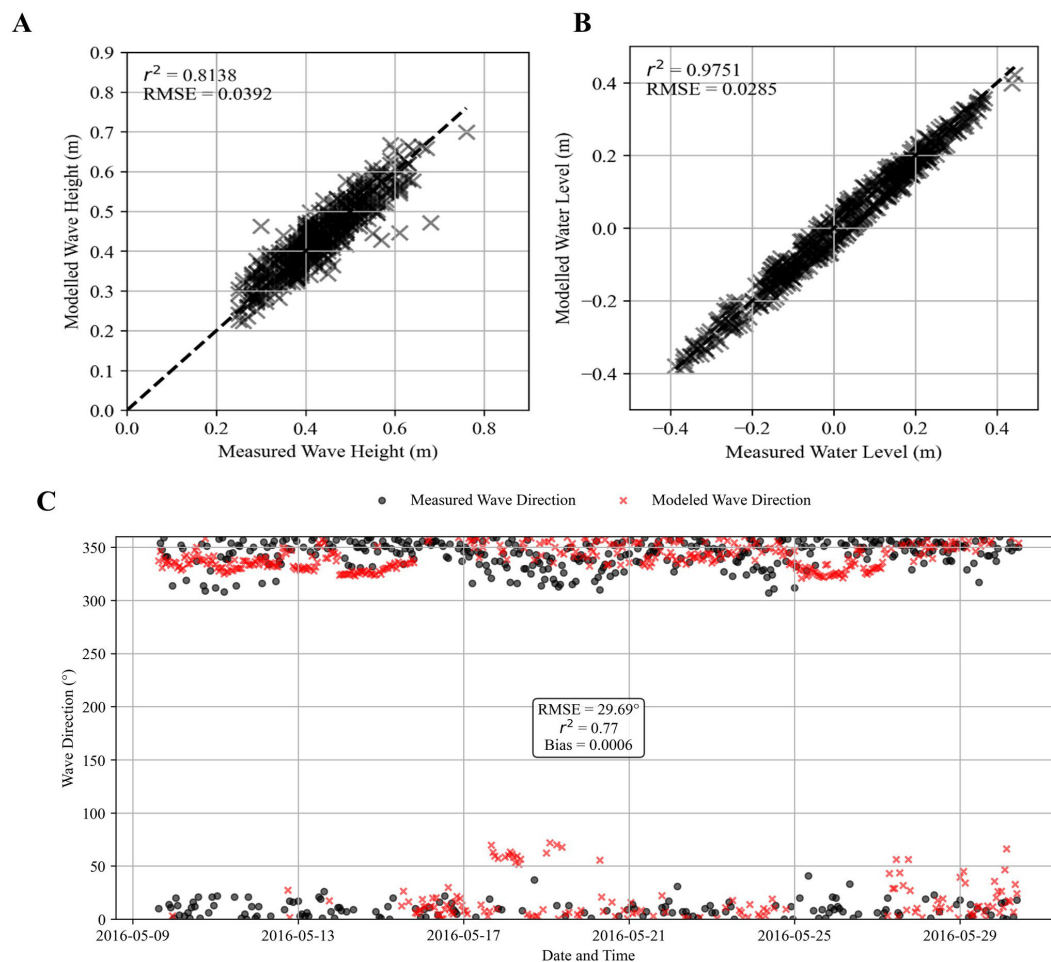 A
B
r² = 0.8138
RMSE = 0.0392
0.9
0.8
0.7
0.6
0.5
0.4
0.3
0.2
0.1
0.0
Modelled Wave Height (m)
0.0 0.2 0.4 0.6 0.8
Measured Wave Height (m)
r² = 0.9751
RMSE = 0.0285
0.4
0.2
0.0
−0.2
−0.4
Modelled Water Level (m)
−0.4 −0.2 0.0 0.2 0.4
Measured Water Level (m)
C
Measured Wave Direction Modeled Wave Direction
350
300
250
200
150
100
50
0
Wave Direction (°)
RMSE = 29.69°
r² = 0.77
Bias = 0.0006
2016-05-09 2016-05-13 2016-05-17 2016-05-21 2016-05-25 2016-05-29
Date and Time